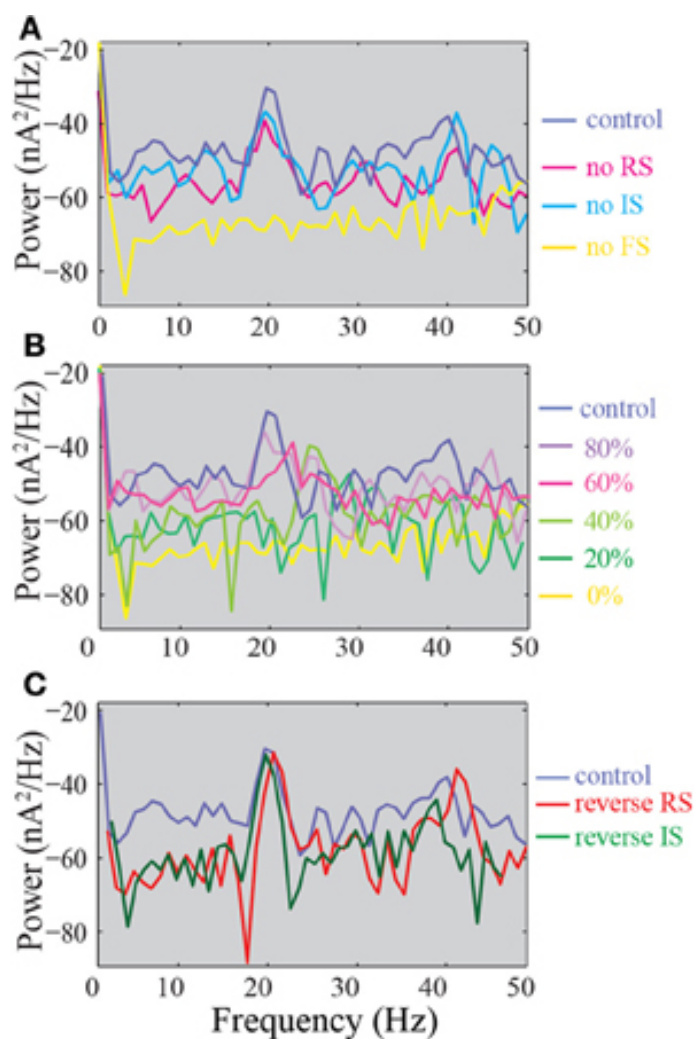 A
Power (nA²/Hz)
−20
−40
−60
−80
0 10 20 30 40 50
control
no RS
no IS
no FS
B
Power (nA²/Hz)
−20
−40
−60
−80
0 10 20 30 40 50
control
80%
60%
40%
20%
0%
C
Power (nA²/Hz)
−20
−40
−60
−80
0 10 20 30 40 50
control
reverse RS
reverse IS
Frequency (Hz)